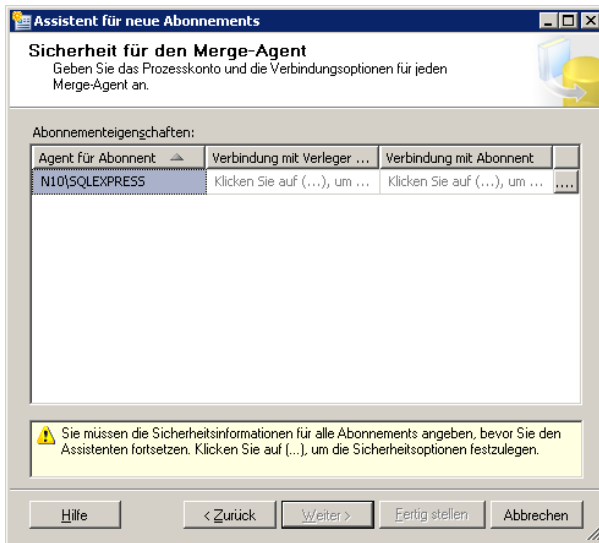 Assistent für neue Abonnements
Sicherheit für den Merge-Agent
Geben Sie das Prozesskonto und die Verbindungsoptionen für jeden
Merge-Agent an.
Abonnementeigenschaften:
Agent für Abonnent Verbindung mit Verleger ... Verbindung mit Abonnent
N10\SQLEXPRESS Klicken Sie auf (...), um ... Klicken Sie auf (...), um ... ....
Sie müssen die Sicherheitsinformationen für alle Abonnements angeben, bevor Sie den
Assistenten fortsetzen. Klicken Sie auf (...), um die Sicherheitsoptionen festzulegen.
Hilfe < Zurück Weiter > Fertig stellen Abbrechen